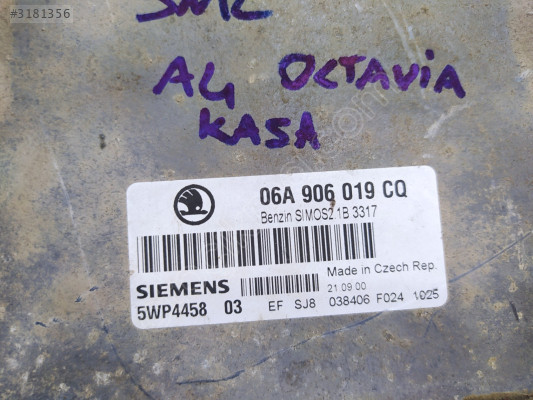 #3181356
A4 OCTAVIA
KASA
06A 906 019 CQ
Benzin SIMOS2 1B 3317
SIEMENS
Made in Czech Rep.
21 09 00
5WP4458 03 EF SJ8 038406 F024 1025